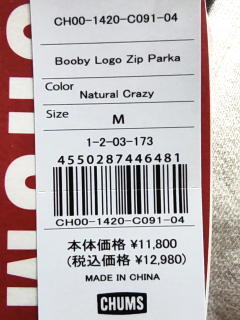 CH00-1420-C091-04
Booby Logo Zip Parka
Color
Natural Crazy
Size
M
1-2-03-173
4550287446481
CH00-1420-C091-04
本体価格 ¥11,800
(税込価格 ¥12,980)
MADE IN CHINA
CHUMS